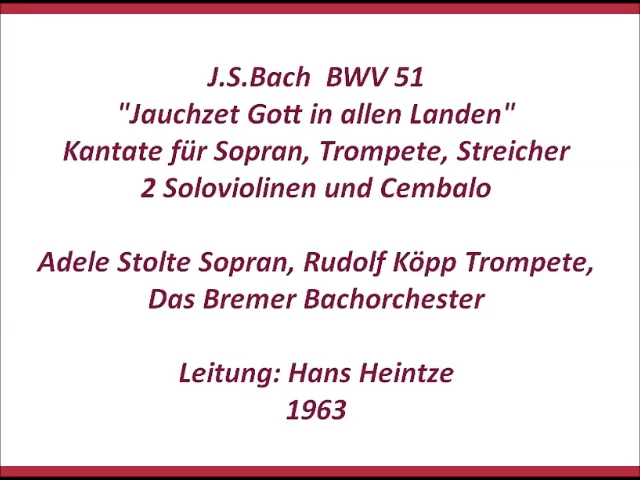 J.S.Bach  BWV 51
"Jauchzet Gott in allen Landen"
Kantate für Sopran, Trompete, Streicher
2 Soloviolinen und Cembalo
Adele Stolte Sopran, Rudolf Köpp Trompete,
Das Bremer Bachorchester
Leitung: Hans Heintze
1963